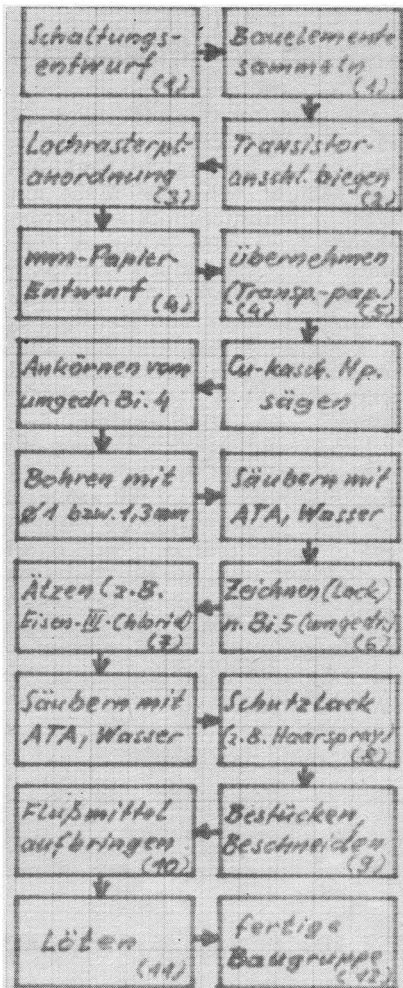 Schaltungs-
entwurf
(1)
Bauelemente
sammeln
(1)
Transistor-
anschl. biegen
(2)
Lochrasterpl.-
anordnung
(3)
mm-Papier-
Entwurf
(4)
übernehmen
(Transp.-pap.)
(4) (5)
Cu-kasch. Hp.
sägen
Ankörnen vom
umgedr. Bi. 4
Bohren mit
ø 1 bzw. 1,3 mm
Säubern mit
ATA, Wasser
Zeichnen (Lack)
n. Bi. 5 (umgedr.)
(6)
Ätzen (z.B.
Eisen-III-Chlorid)
(7)
Säubern mit
ATA, Wasser
Schutzlack
(z.B. Haarspray)
(8)
Bestücken,
Beschneiden
(9)
Flußmittel
aufbringen
(10)
Löten
(11)
fertige
Baugruppe
(12)